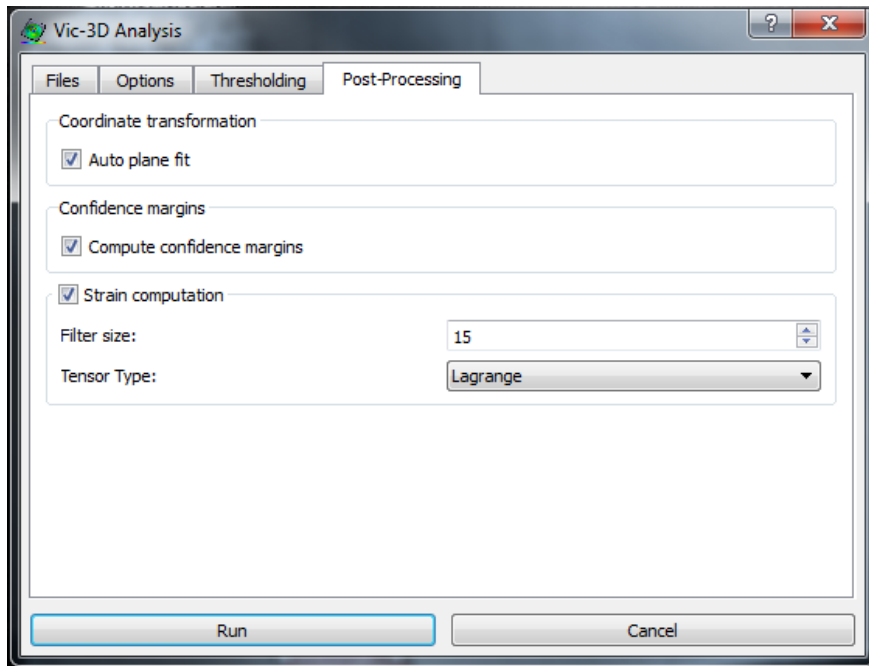 Vic-3D Analysis
?
X
Files Options Thresholding Post-Processing
Coordinate transformation
Auto plane fit
Confidence margins
Compute confidence margins
Strain computation
Filter size: 15
Tensor Type: Lagrange
Run Cancel